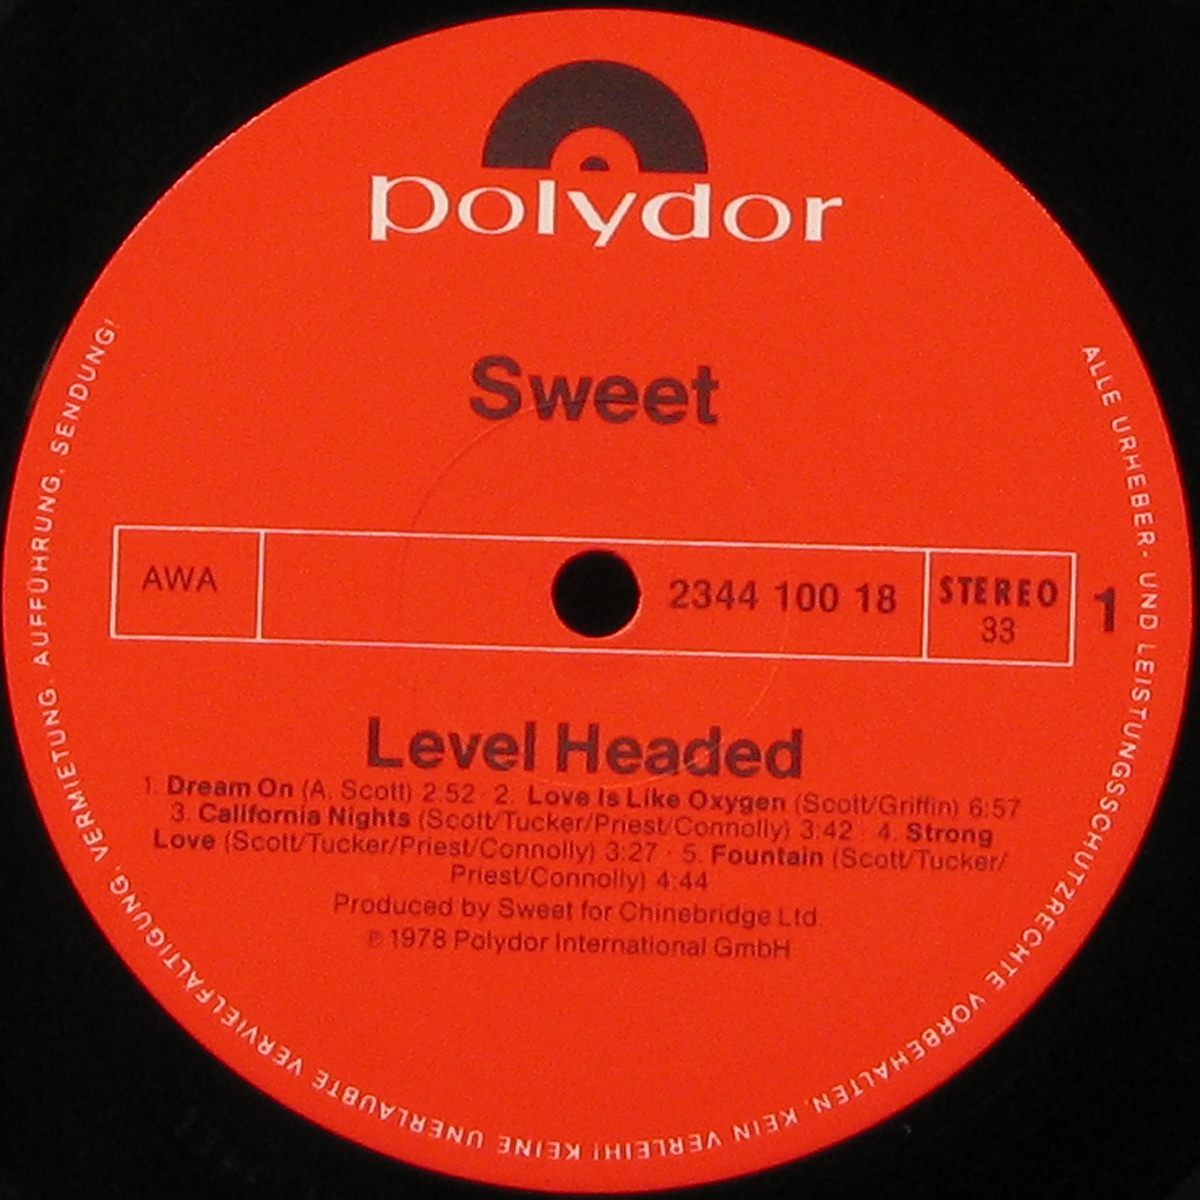 polydor
Sweet
AWA
2344 100 18
STEREO
33
1
Level Headed
1. Dream On (A. Scott) 2:52 · 2. Love Is Like Oxygen (Scott/Griffin) 6:57
3. California Nights (Scott/Tucker/Priest/Connolly) 3:42 · 4. Strong
Love (Scott/Tucker/Priest/Connolly) 3:27 · 5. Fountain (Scott/Tucker/
Priest/Connolly) 4:44
Produced by Sweet for Chinebridge Ltd.
℗ 1978 Polydor International GmbH
ALLE URHEBER- UND LEISTUNGSSCHUTZRECHTE VORBEHALTEN. KEIN VERLEIH! KEINE UNERLAUBTE VERVIELFÄLTIGUNG, VERMIETUNG, AUFFÜHRUNG, SENDUNG!